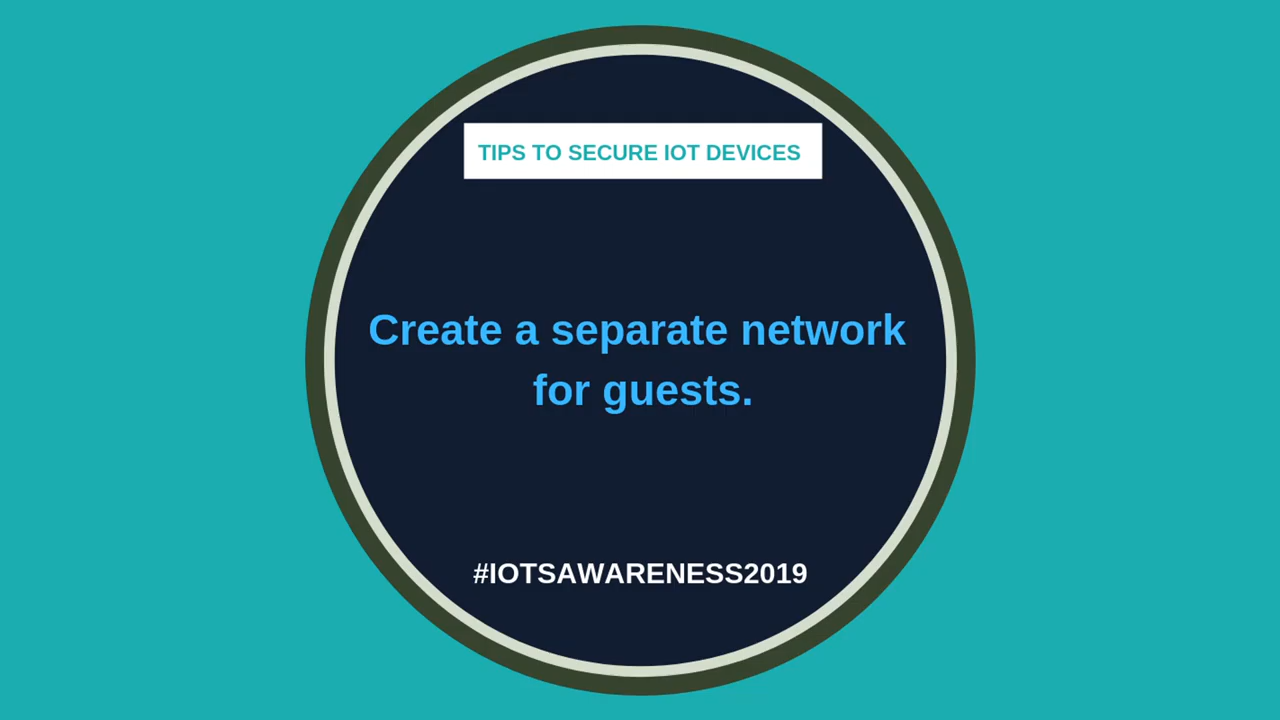 TIPS TO SECURE IOT DEVICES
Create a separate network
for guests.
#IOTSAWARENESS2019